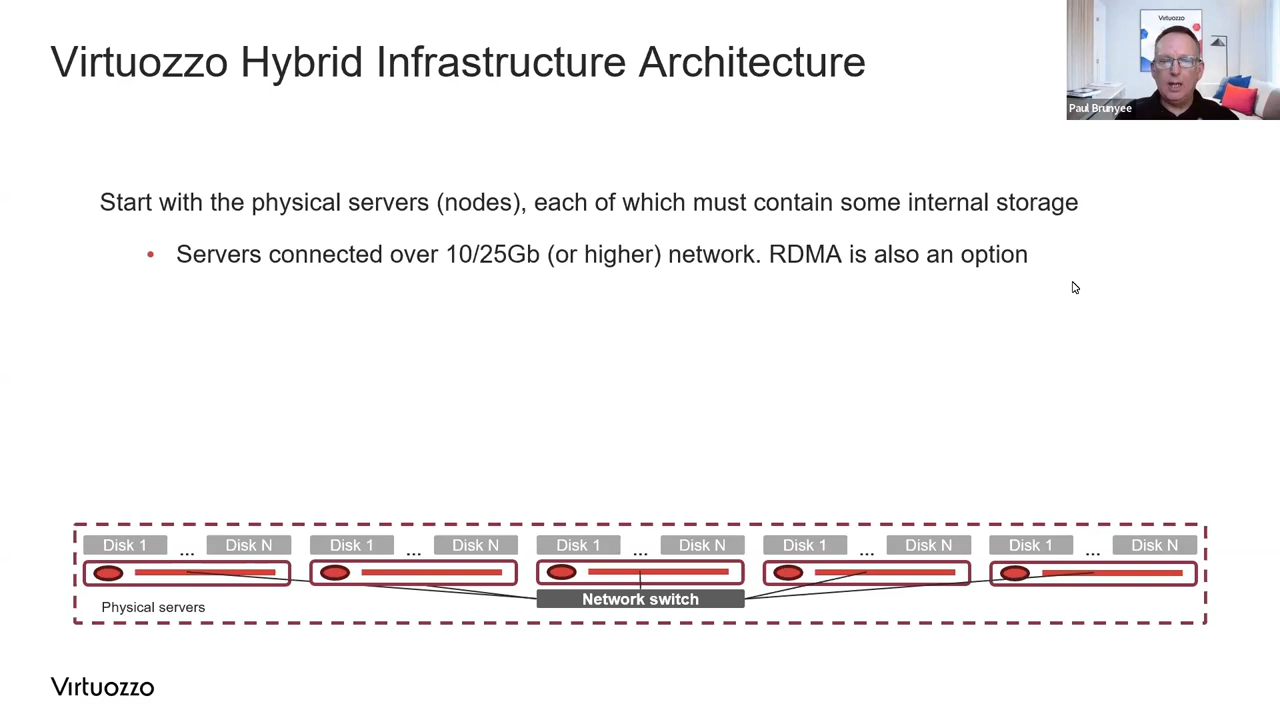 Virtuozzo Hybrid Infrastructure Architecture
Virtuozzo
Paul Brunyee
Start with the physical servers (nodes), each of which must contain some internal storage
• Servers connected over 10/25Gb (or higher) network. RDMA is also an option
Disk 1 ... Disk N Disk 1 ... Disk N Disk 1 ... Disk N Disk 1 ... Disk N Disk 1 ... Disk N
Network switch
Physical servers
Virtuozzo